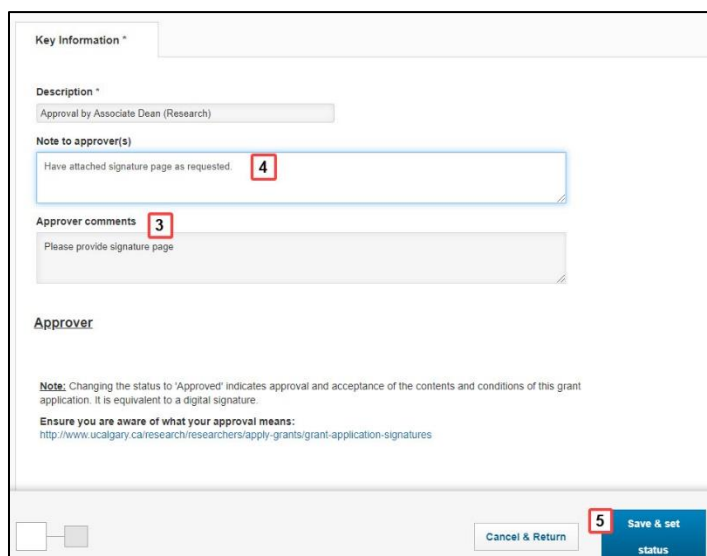 Key Information *
Description *
Approval by Associate Dean (Research)
Note to approver(s)
Have attached signature page as requested.
4
Approver comments
3
Please provide signature page
Approver
Note: Changing the status to 'Approved' indicates approval and acceptance of the contents and conditions of this grant
application. It is equivalent to a digital signature.
Ensure you are aware of what your approval means:
http://www.ucalgary.ca/research/researchers/apply-grants/grant-application-signatures
Cancel & Return
5
Save & set
status